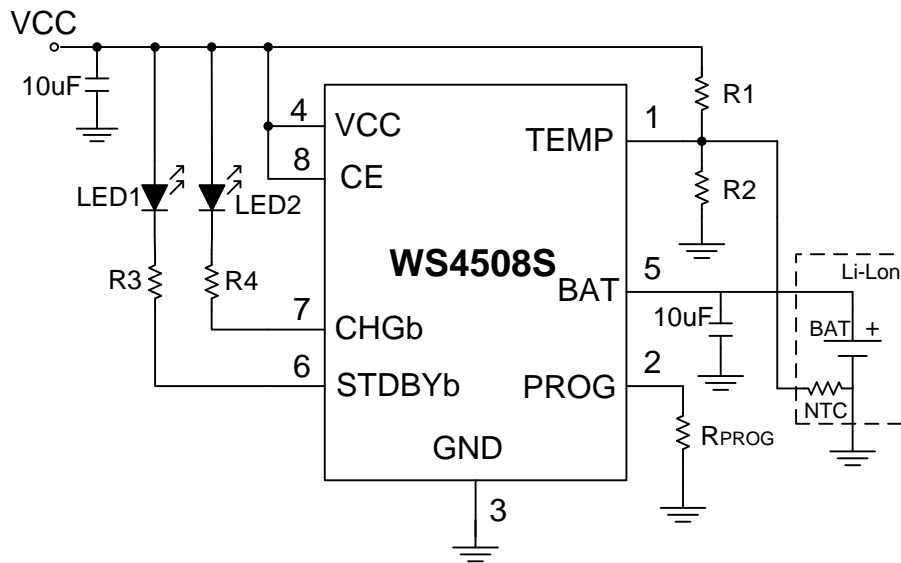 VCC
10uF
R1
4
VCC
TEMP
1
8
CE
R2
LED1
LED2
WS4508S
5
Li-Lon
R3
R4
BAT
BAT +
10uF
7
CHGb
6
STDBYb
PROG
2
NTC
RPROG
GND
3